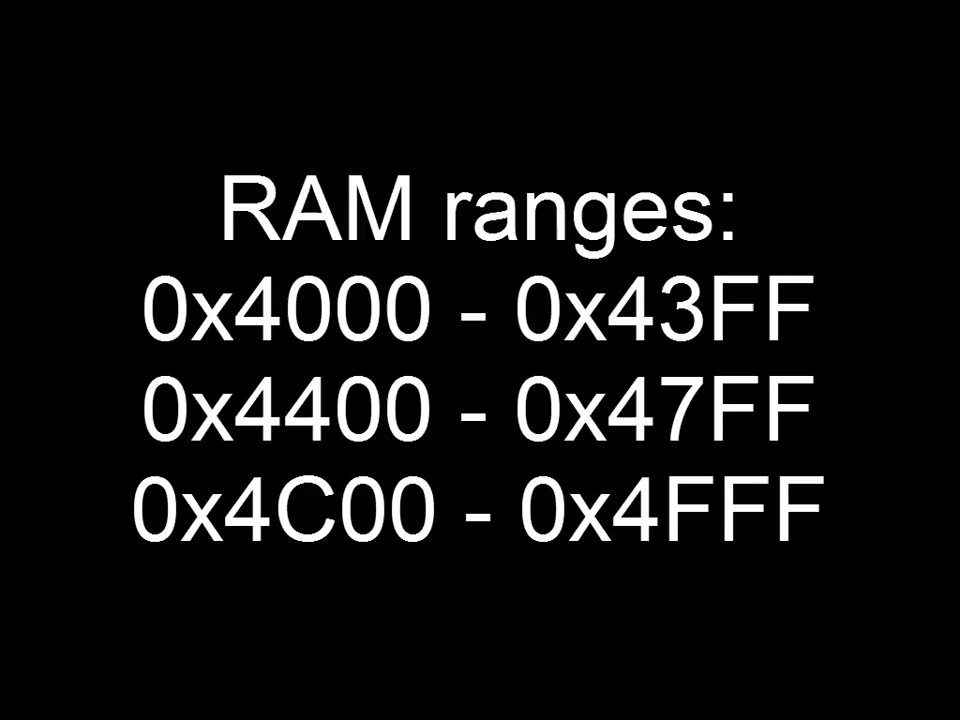 RAM ranges:
0x4000 - 0x43FF
0x4400 - 0x47FF
0x4C00 - 0x4FFF